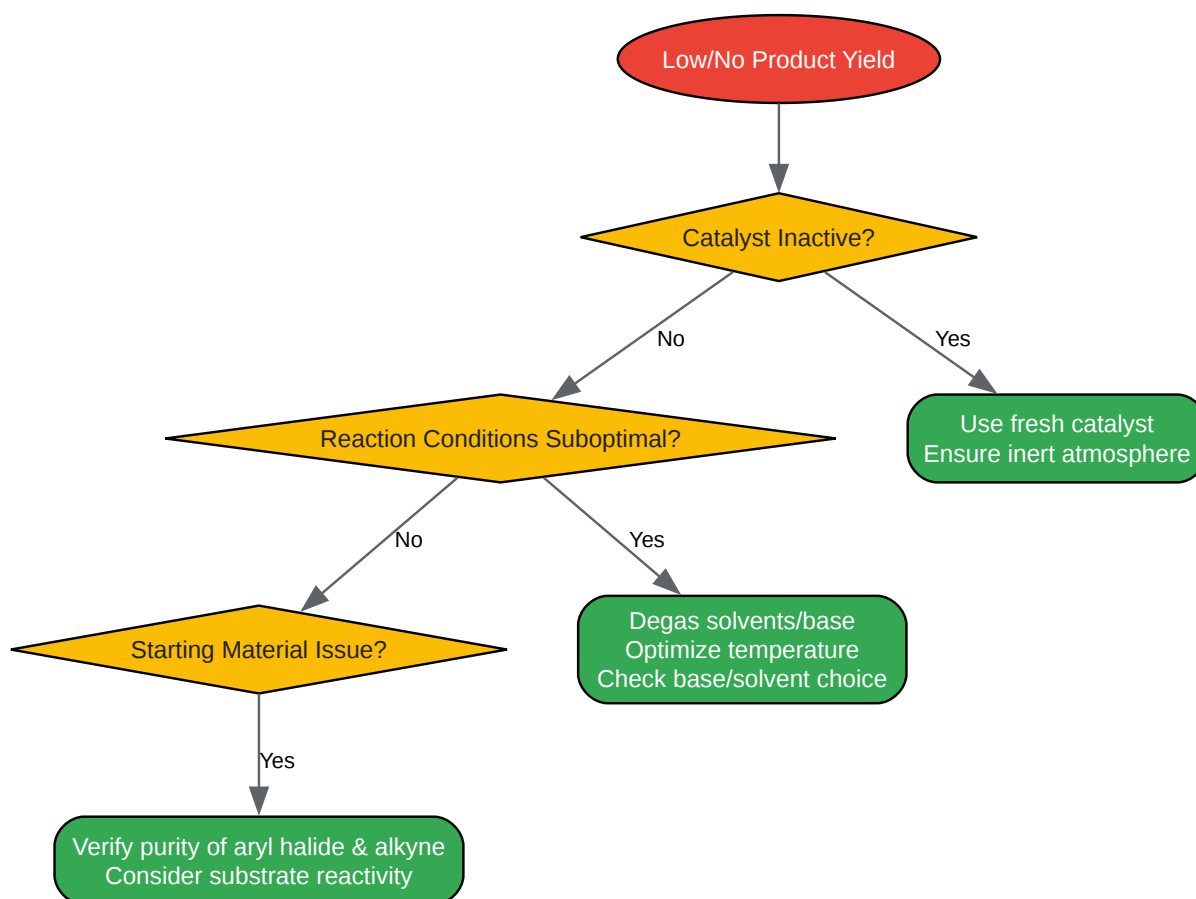 Low/No Product Yield
Catalyst Inactive?
No
Yes
Reaction Conditions Suboptimal?
Use fresh catalyst
Ensure inert atmosphere
No
Yes
Starting Material Issue?
Degas solvents/base
Optimize temperature
Check base/solvent choice
Yes
Verify purity of aryl halide & alkyne
Consider substrate reactivity